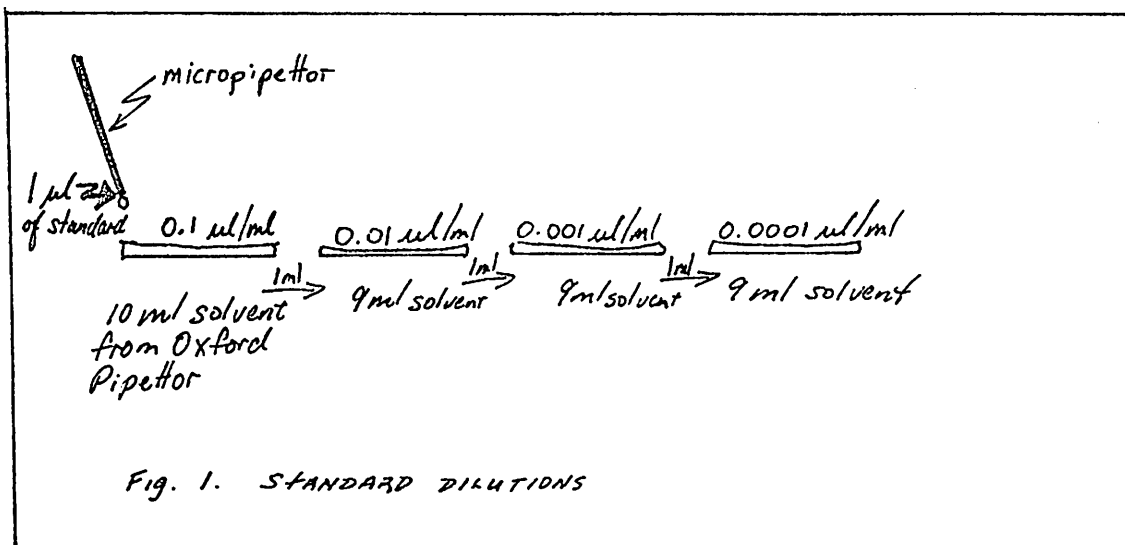 micropipettor
1 µl
of standard
0.1 µl/ml
0.01 µl/ml
0.001 µl/ml
0.0001 µl/ml
1ml
1ml
1ml
10 ml solvent
from Oxford
Pipettor
9ml solvent
9ml solvent
9 ml solvent
Fig. 1. STANDARD DILUTIONS